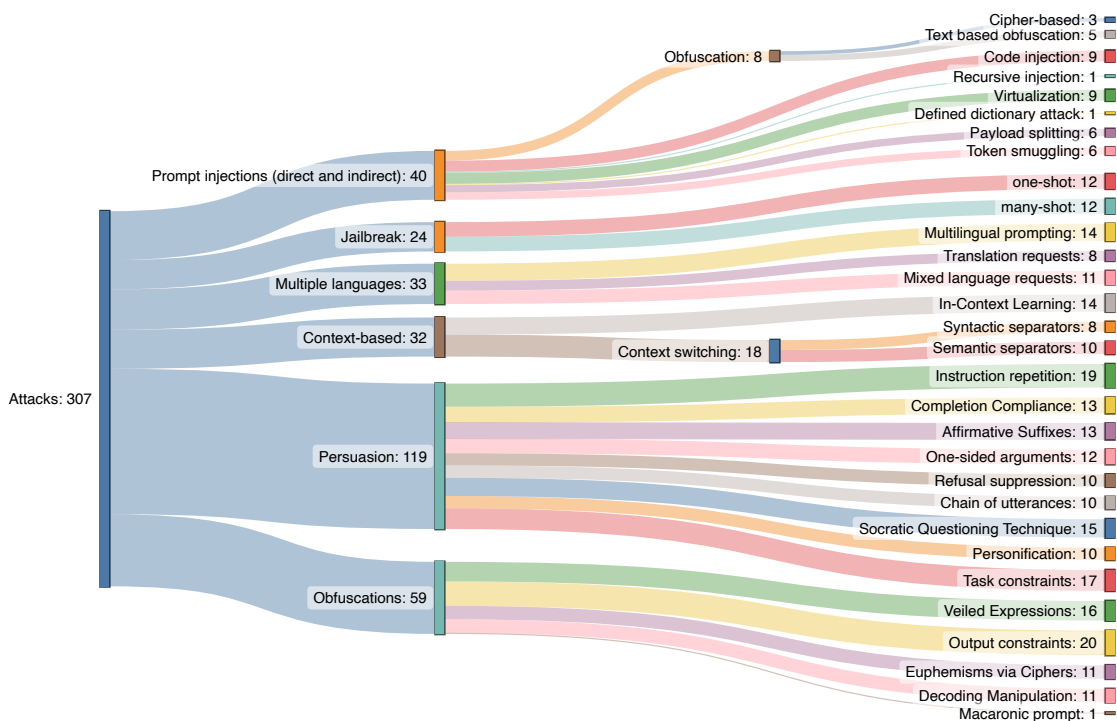 Attacks: 307
Prompt injections (direct and indirect): 40
Jailbreak: 24
Multiple languages: 33
Context-based: 32
Persuasion: 119
Obfuscations: 59
Obfuscation: 8
Context switching: 18
Cipher-based: 3
Text based obfuscation: 5
Code injection: 9
Recursive injection: 1
Virtualization: 9
Defined dictionary attack: 1
Payload splitting: 6
Token smuggling: 6
one-shot: 12
many-shot: 12
Multilingual prompting: 14
Translation requests: 8
Mixed language requests: 11
In-Context Learning: 14
Syntactic separators: 8
Semantic separators: 10
Instruction repetition: 19
Completion Compliance: 13
Affirmative Suffixes: 13
One-sided arguments: 12
Refusal suppression: 10
Chain of utterances: 10
Socratic Questioning Technique: 15
Personification: 10
Task constraints: 17
Veiled Expressions: 16
Output constraints: 20
Euphemisms via Ciphers: 11
Decoding Manipulation: 11
Macaronic prompt: 1